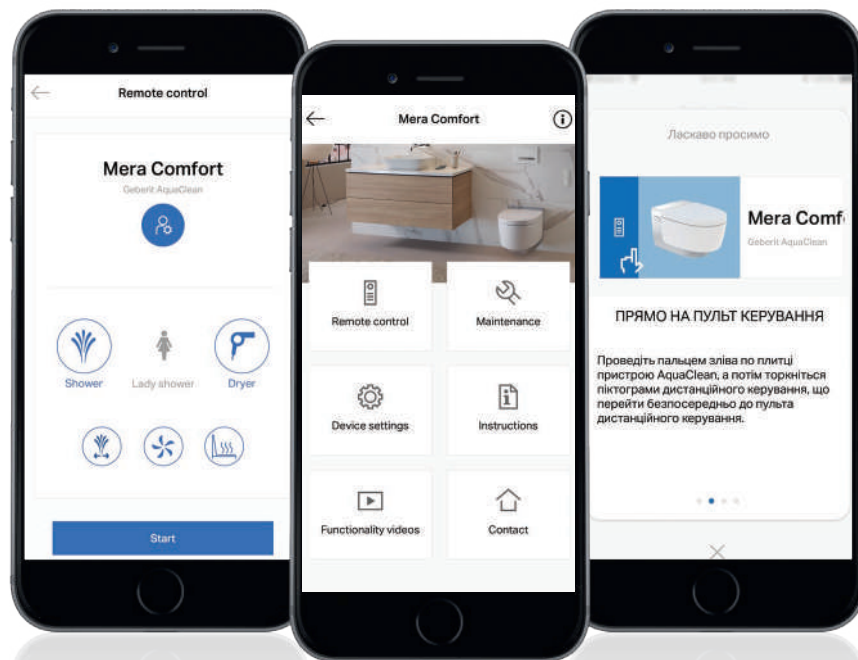 Remote control
Mera Comfort
Geberit AquaClean
Shower
Lady shower
Dryer
Start
Mera Comfort
Remote control
Maintenance
Device settings
Instructions
Functionality videos
Contact
Ласкаво просимо
Mera Comf
Geberit AquaClean
ПРЯМО НА ПУЛЬТ КЕРУВАННЯ
Проведіть пальцем зліва по плитці
пристрою AquaClean, а потім торкніться
піктограми дистанційного керування, що
перейти безпосередньо до пульта
дистанційного керування.